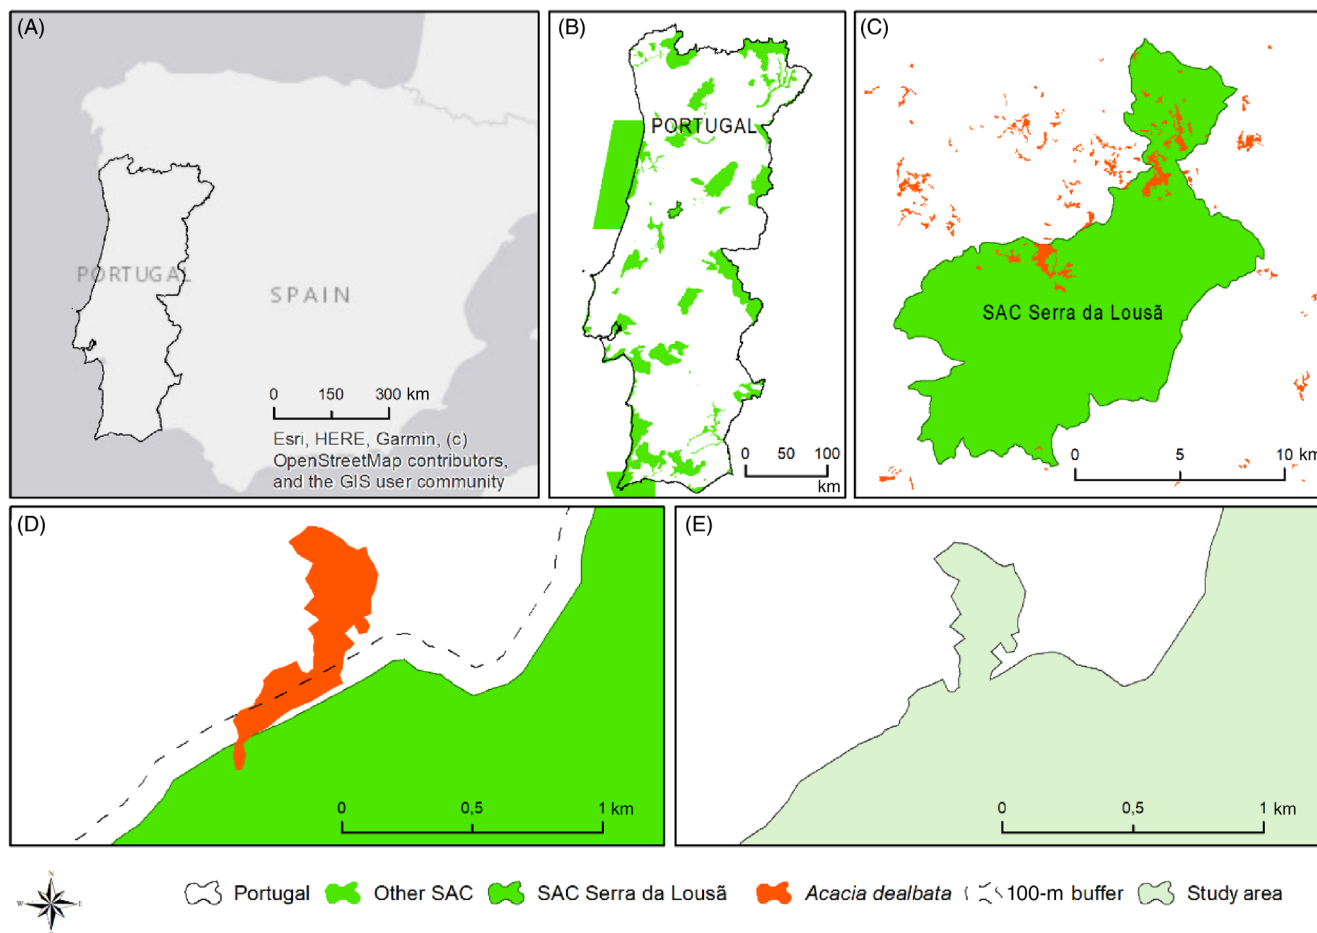 (A)
PORTUGAL
SPAIN
0 150 300 km
Esri, HERE, Garmin, (c)
OpenStreetMap contributors,
and the GIS user community
(B)
PORTUGAL
0 50 100
km
(C)
SAC Serra da Lousã
0 5 10 km
(D)
0 0,5 1 km
(E)
0 0,5 1 km
N
W E
S
Portugal Other SAC SAC Serra da Lousã Acacia dealbata 100-m buffer Study area